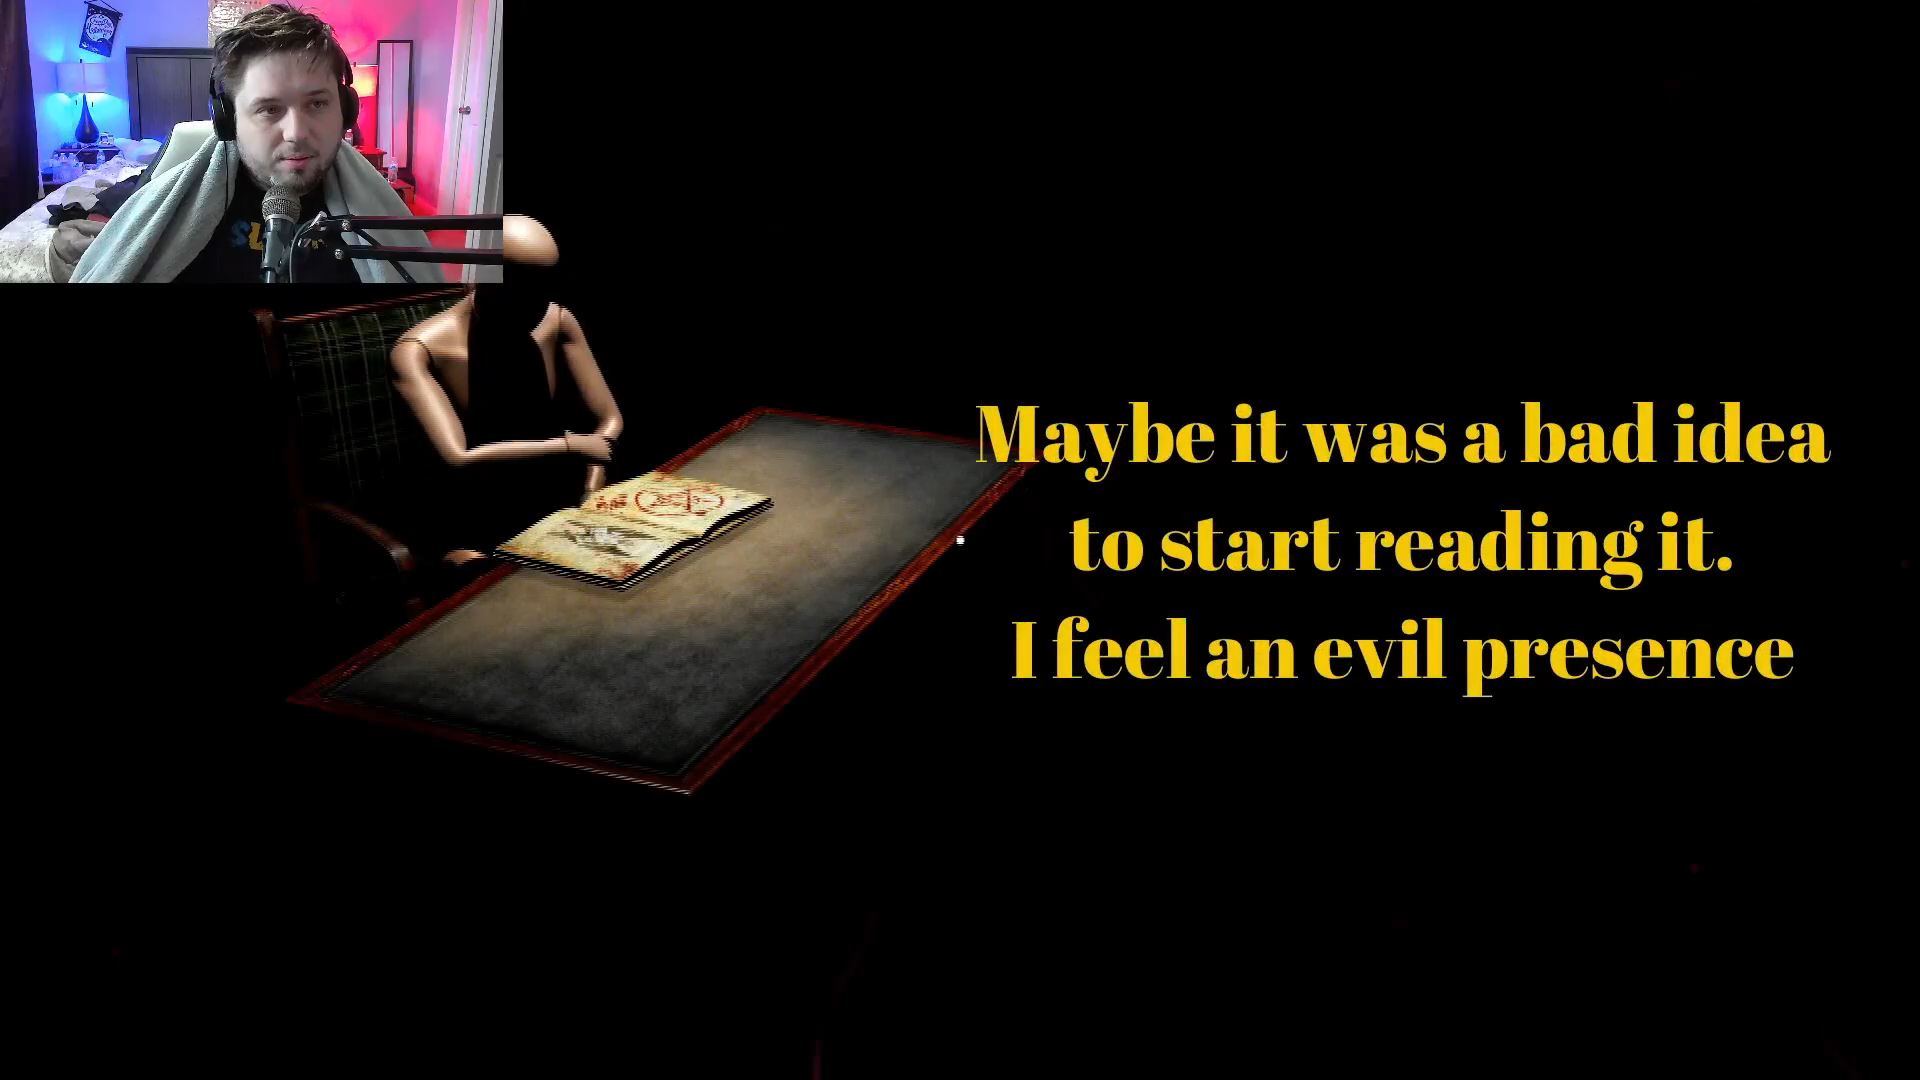 Maybe it was a bad idea
to start reading it.
I feel an evil presence